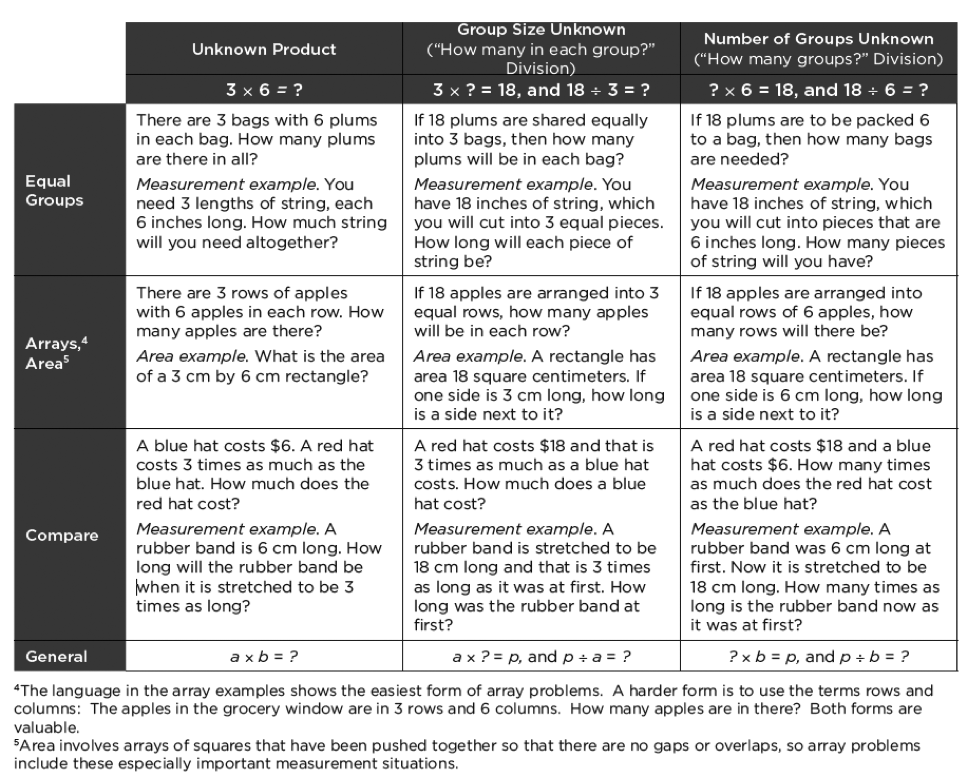 Unknown Product
Group Size Unknown
(“How many in each group?”
Division)
Number of Groups Unknown
(“How many groups?” Division)
3 × 6 = ?
3 × ? = 18, and 18 ÷ 3 = ?
? × 6 = 18, and 18 ÷ 6 = ?
Equal
Groups
There are 3 bags with 6 plums
in each bag. How many plums
are there in all?
Measurement example. You
need 3 lengths of string, each
6 inches long. How much string
will you need altogether?
If 18 plums are shared equally
into 3 bags, then how many
plums will be in each bag?
Measurement example. You
have 18 inches of string, which
you will cut into 3 equal pieces.
How long will each piece of
string be?
If 18 plums are to be packed 6
to a bag, then how many bags
are needed?
Measurement example. You
have 18 inches of string, which
you will cut into pieces that are
6 inches long. How many pieces
of string will you have?
Arrays,⁴
Area⁵
There are 3 rows of apples
with 6 apples in each row. How
many apples are there?
Area example. What is the area
of a 3 cm by 6 cm rectangle?
If 18 apples are arranged into 3
equal rows, how many apples
will be in each row?
Area example. A rectangle has
area 18 square centimeters. If
one side is 3 cm long, how long
is a side next to it?
If 18 apples are arranged into
equal rows of 6 apples, how
many rows will there be?
Area example. A rectangle has
area 18 square centimeters. If
one side is 6 cm long, how long
is a side next to it?
Compare
A blue hat costs $6. A red hat
costs 3 times as much as the
blue hat. How much does the
red hat cost?
Measurement example. A
rubber band is 6 cm long. How
long will the rubber band be
when it is stretched to be 3
times as long?
A red hat costs $18 and that is
3 times as much as a blue hat
costs. How much does a blue
hat cost?
Measurement example. A
rubber band is stretched to be
18 cm long and that is 3 times
as long as it was at first. How
long was the rubber band at
first?
A red hat costs $18 and a blue
hat costs $6. How many times
as much does the red hat cost
as the blue hat?
Measurement example. A
rubber band was 6 cm long at
first. Now it is stretched to be
18 cm long. How many times as
long is the rubber band now as
it was at first?
General
a × b = ?
a × ? = p, and p ÷ a = ?
? × b = p, and p ÷ b = ?
⁴The language in the array examples shows the easiest form of array problems. A harder form is to use the terms rows and
columns: The apples in the grocery window are in 3 rows and 6 columns. How many apples are in there? Both forms are
valuable.
⁵Area involves arrays of squares that have been pushed together so that there are no gaps or overlaps, so array problems
include these especially important measurement situations.